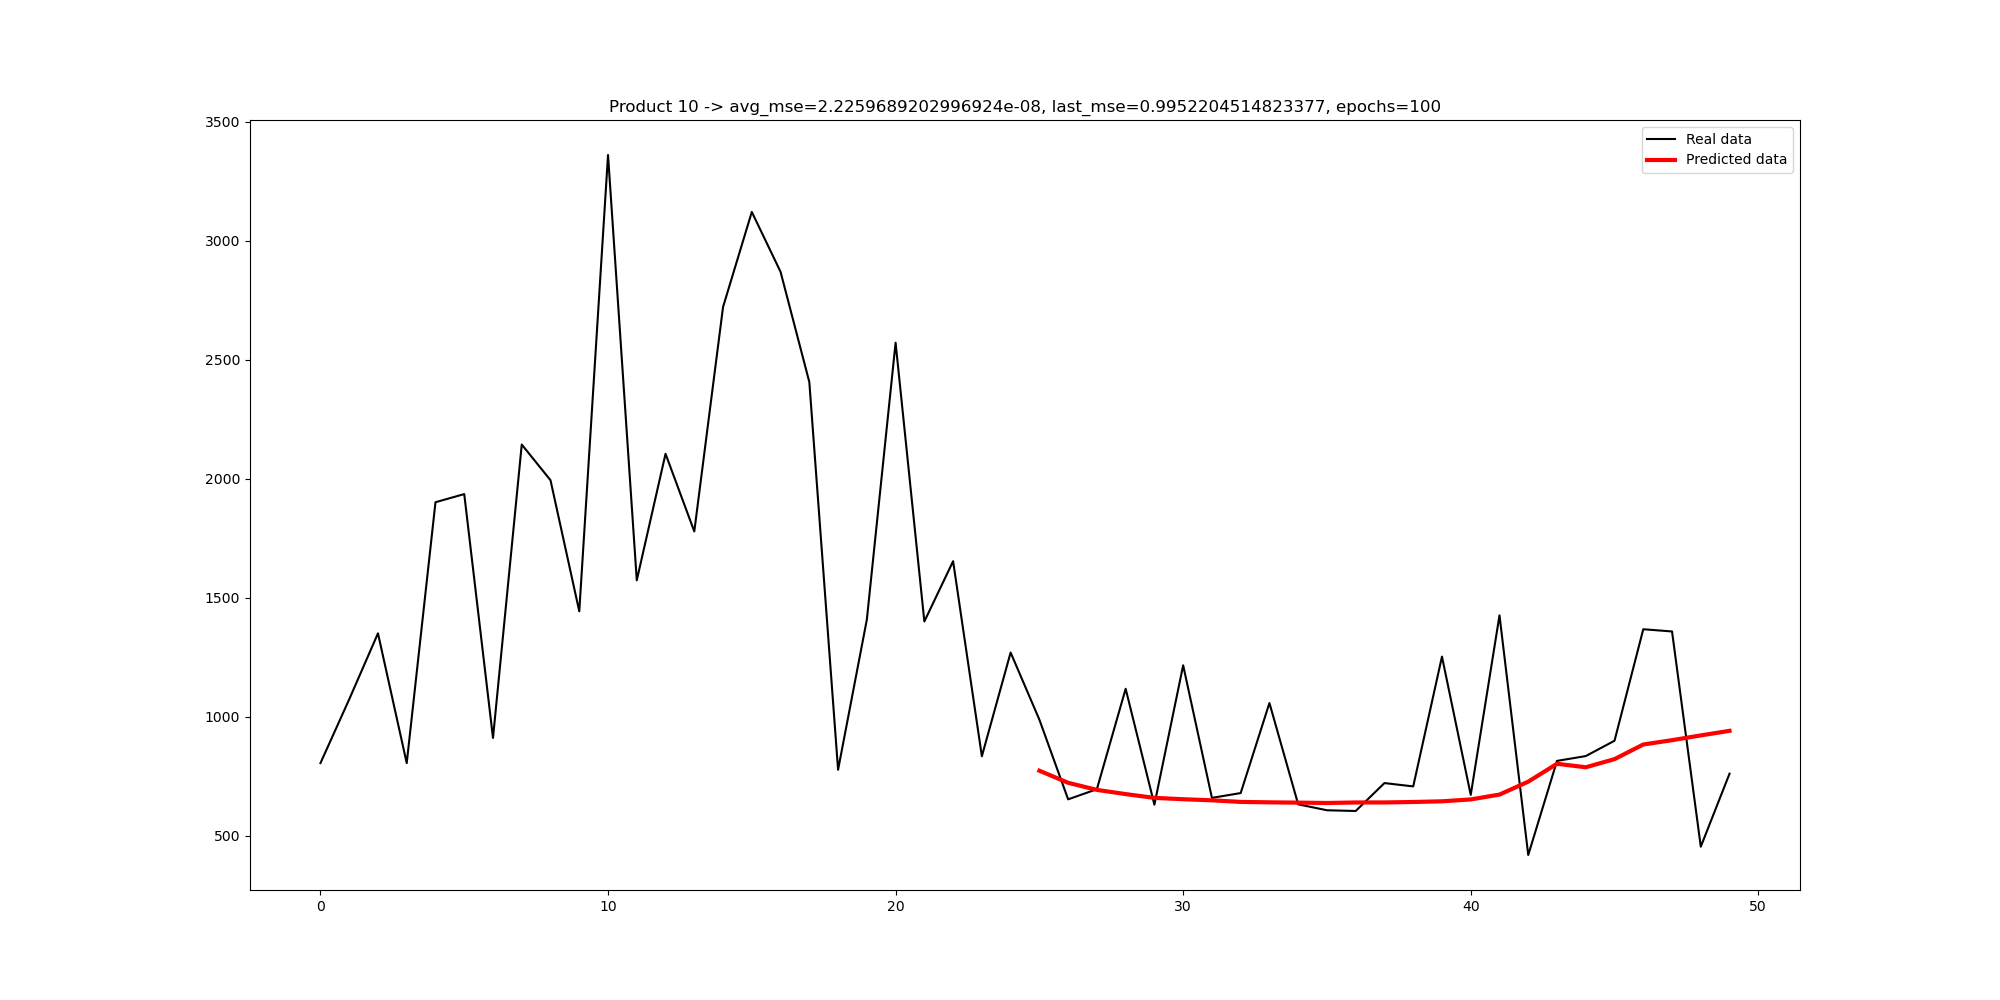 Product 10 -> avg_mse=2.2259689202996924e-08, last_mse=0.9952204514823377, epochs=100
Real data
Predicted data
3500
3000
2500
2000
1500
1000
500
0 10 20 30 40 50